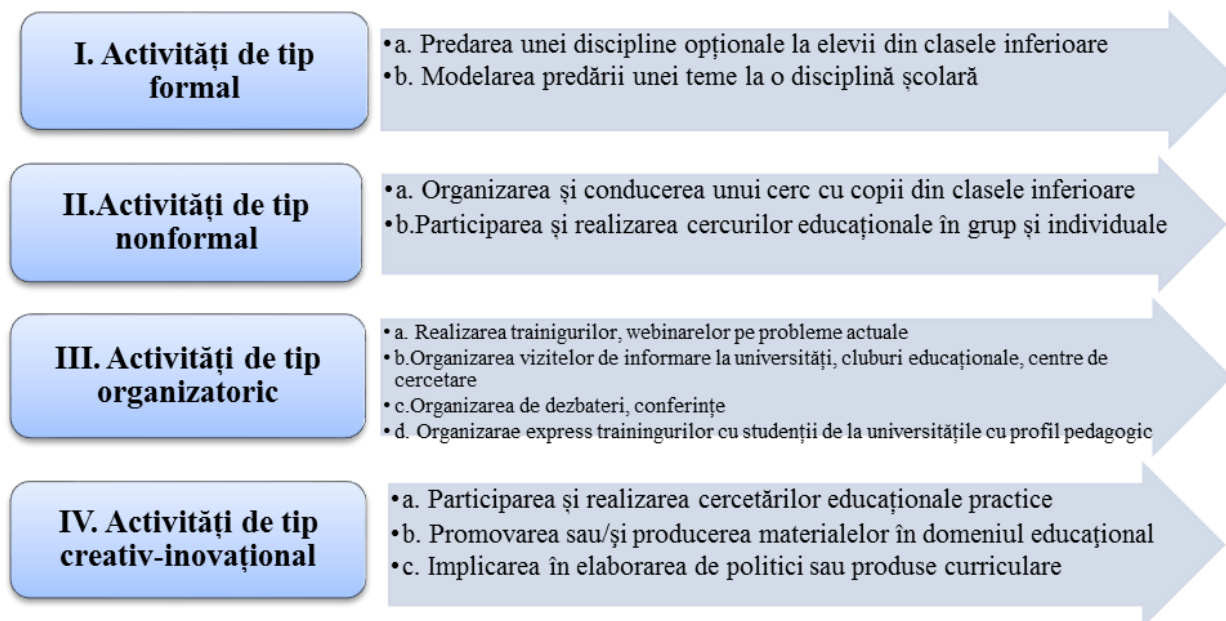 I. Activități de tip
formal
•a. Predarea unei discipline opționale la elevii din clasele inferioare
•b. Modelarea predării unei teme la o disciplină școlară
II.Activități de tip
nonformal
•a. Organizarea și conducerea unui cerc cu copii din clasele inferioare
•b.Participarea și realizarea cercurilor educaționale în grup și individuale
III. Activități de tip
organizatoric
•a. Realizarea trainigurilor, webinarelor pe probleme actuale
•b.Organizarea vizitelor de informare la universități, cluburi educaționale, centre de
cercetare
•c.Organizarea de dezbateri, conferințe
•d. Organizarae express trainingurilor cu studenții de la universitățile cu profil pedagogic
IV. Activități de tip
creativ-inovațional
•a. Participarea și realizarea cercetărilor educaționale practice
•b. Promovarea sau/şi producerea materialelor în domeniul educaţional
•c. Implicarea în elaborarea de politici sau produse curriculare